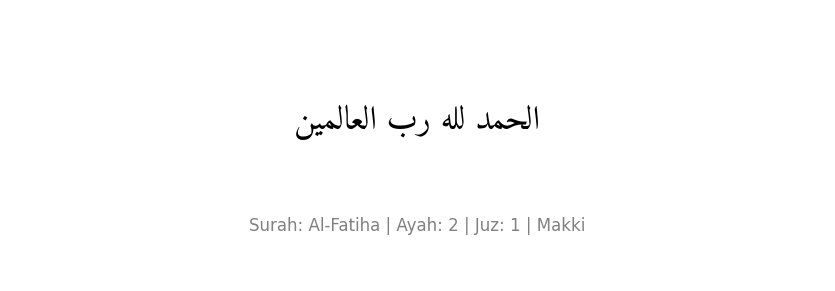 الحمد لله رب العالمين
Surah: Al-Fatiha | Ayah: 2 | Juz: 1 | Makki